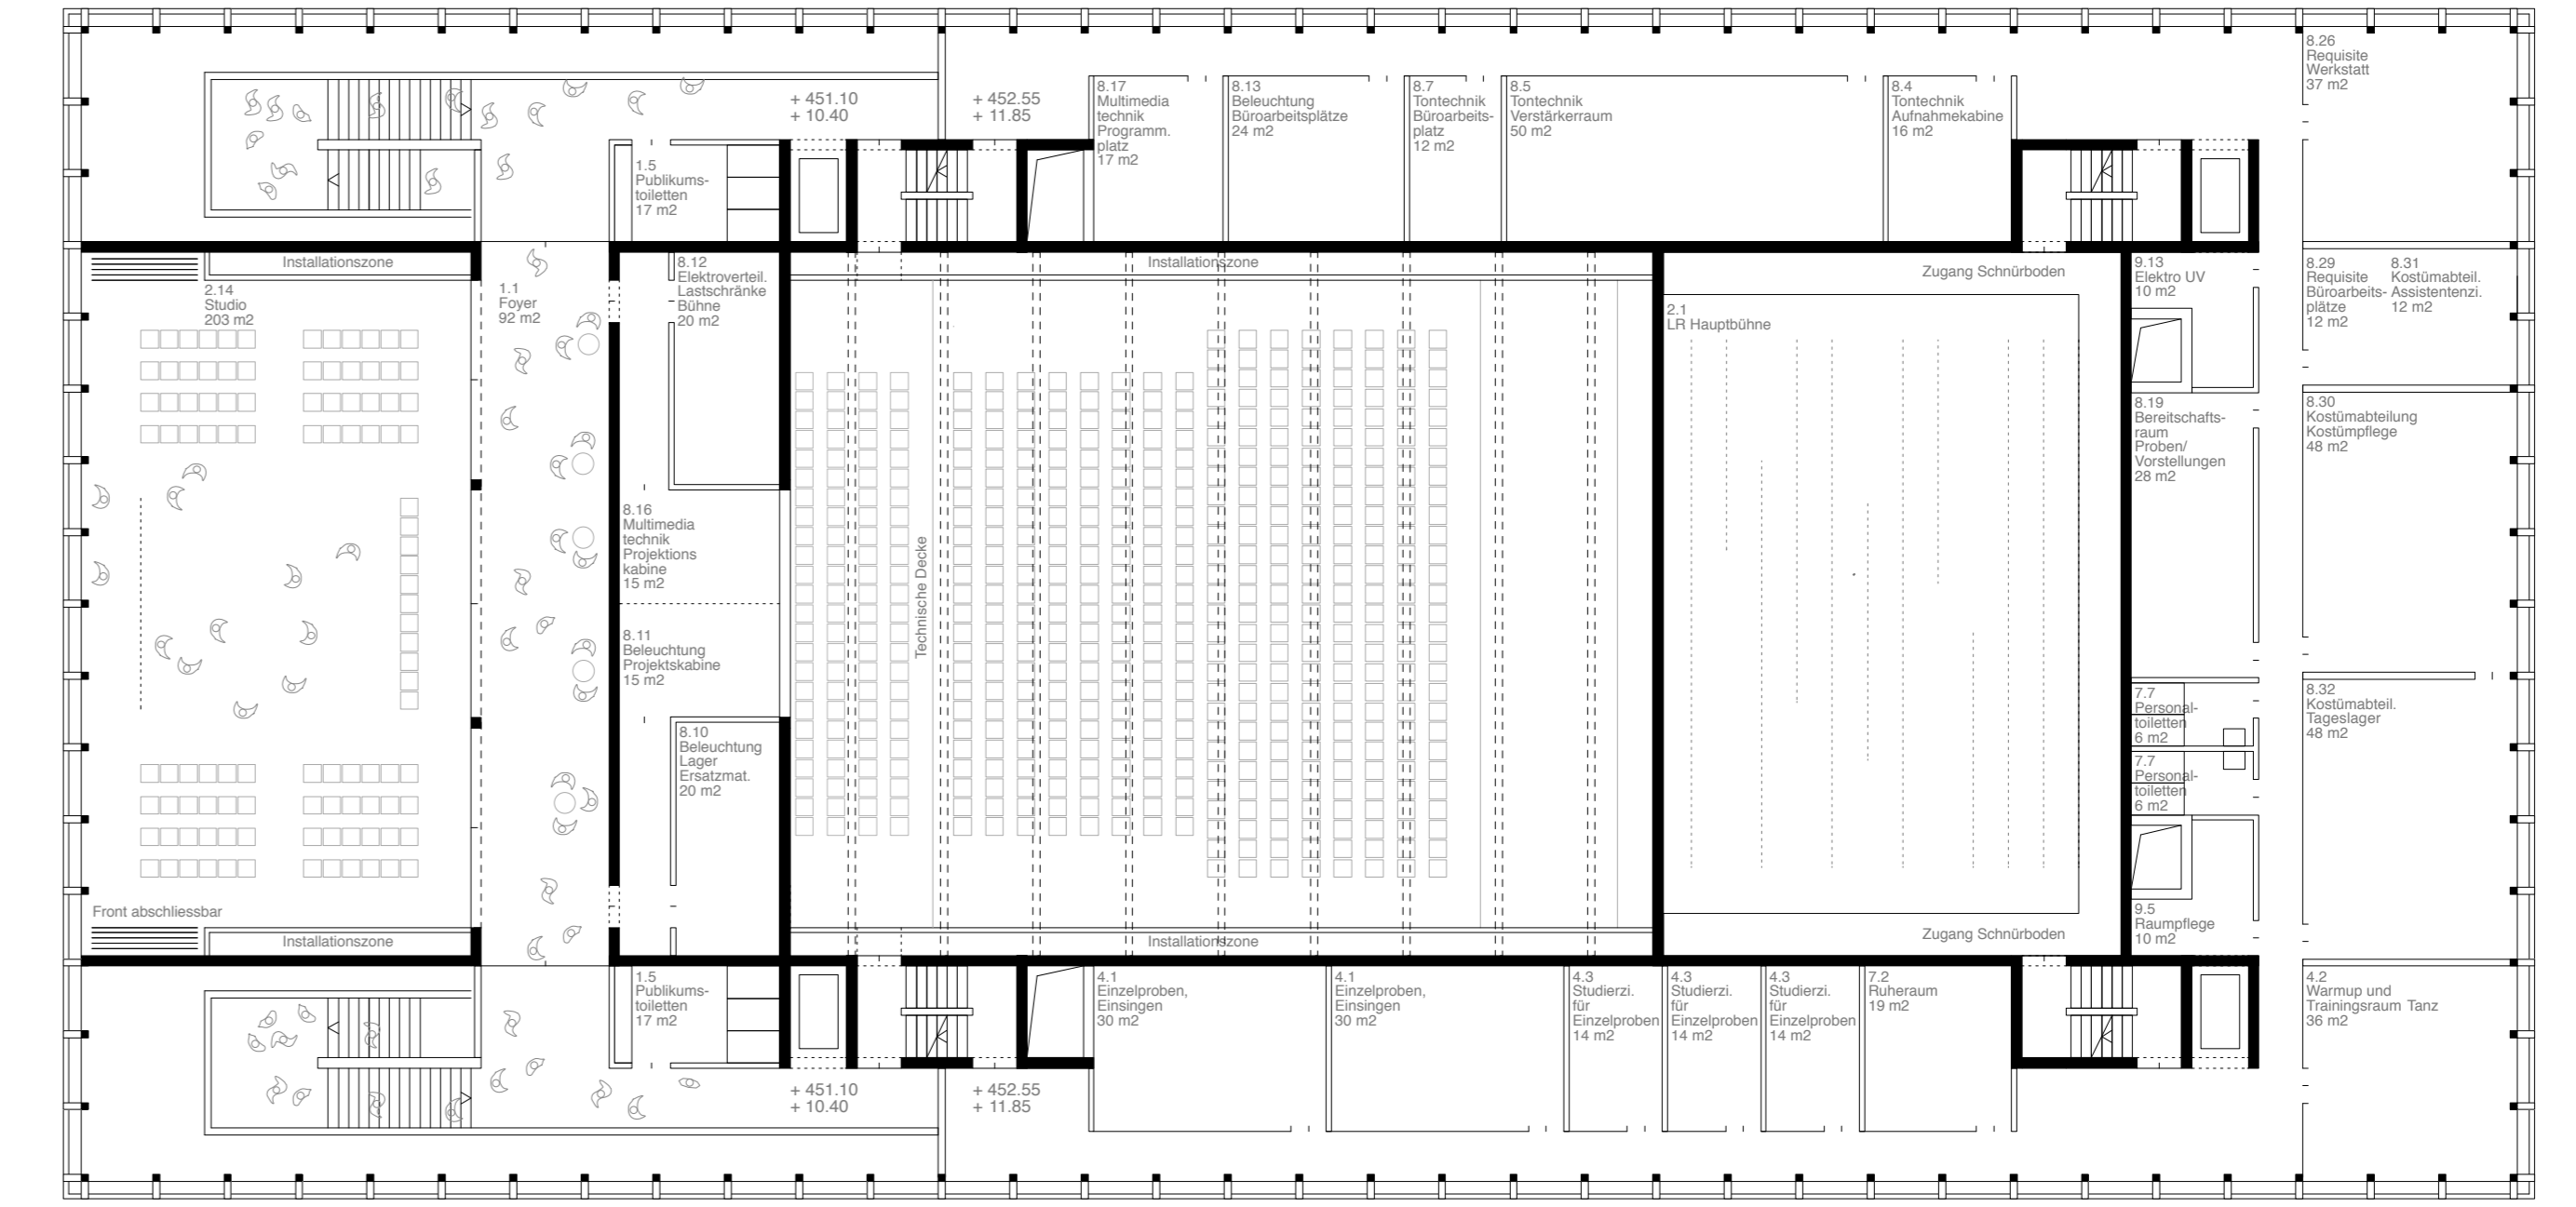 + 451.10
+ 10.40
+ 452.55
+ 11.85
8.17
Multimedia
technik
Programm.
platz
17 m2
8.13
Beleuchtung
Büroarbeitsplätze
24 m2
8.7
Tontechnik
Büroarbeits-
platz
12 m2
8.5
Tontechnik
Verstärkerraum
50 m2
8.4
Tontechnik
Aufnahmekabine
16 m2
8.26
Requisite
Werkstatt
37 m2
1.5
Publikums-
toiletten
17 m2
Installationszone
2.14
Studio
203 m2
1.1
Foyer
92 m2
8.12
Elektroverteil.
Lastschränke
Bühne
20 m2
Installationszone
Zugang Schnürboden
2.1
LR Hauptbühne
9.13
Elektro UV
10 m2
8.29
Requisite
Büroarbeits-
plätze
12 m2
8.31
Kostümabteil.
Assistentenzi.
12 m2
8.19
Bereitschafts-
raum
Proben/
Vorstellungen
28 m2
8.30
Kostümabteilung
Kostümpflege
48 m2
8.16
Multimedia
technik
Projektions
kabine
15 m2
Technische Decke
8.11
Beleuchtung
Projektskabine
15 m2
8.10
Beleuchtung
Lager
Ersatzmat.
20 m2
7.7
Personal-
toiletten
6 m2
7.7
Personal-
toiletten
6 m2
8.32
Kostümabteil.
Tageslager
48 m2
Front abschliessbar
Installationszone
Installationszone
Zugang Schnürboden
9.5
Raumpflege
10 m2
1.5
Publikums-
toiletten
17 m2
4.1
Einzelproben,
Einsingen
30 m2
4.1
Einzelproben,
Einsingen
30 m2
4.3
Studierzi.
für
Einzelproben
14 m2
4.3
Studierzi.
für
Einzelproben
14 m2
4.3
Studierzi.
für
Einzelproben
14 m2
7.2
Ruheraum
19 m2
4.2
Warmup und
Trainingsraum Tanz
36 m2
+ 451.10
+ 10.40
+ 452.55
+ 11.85